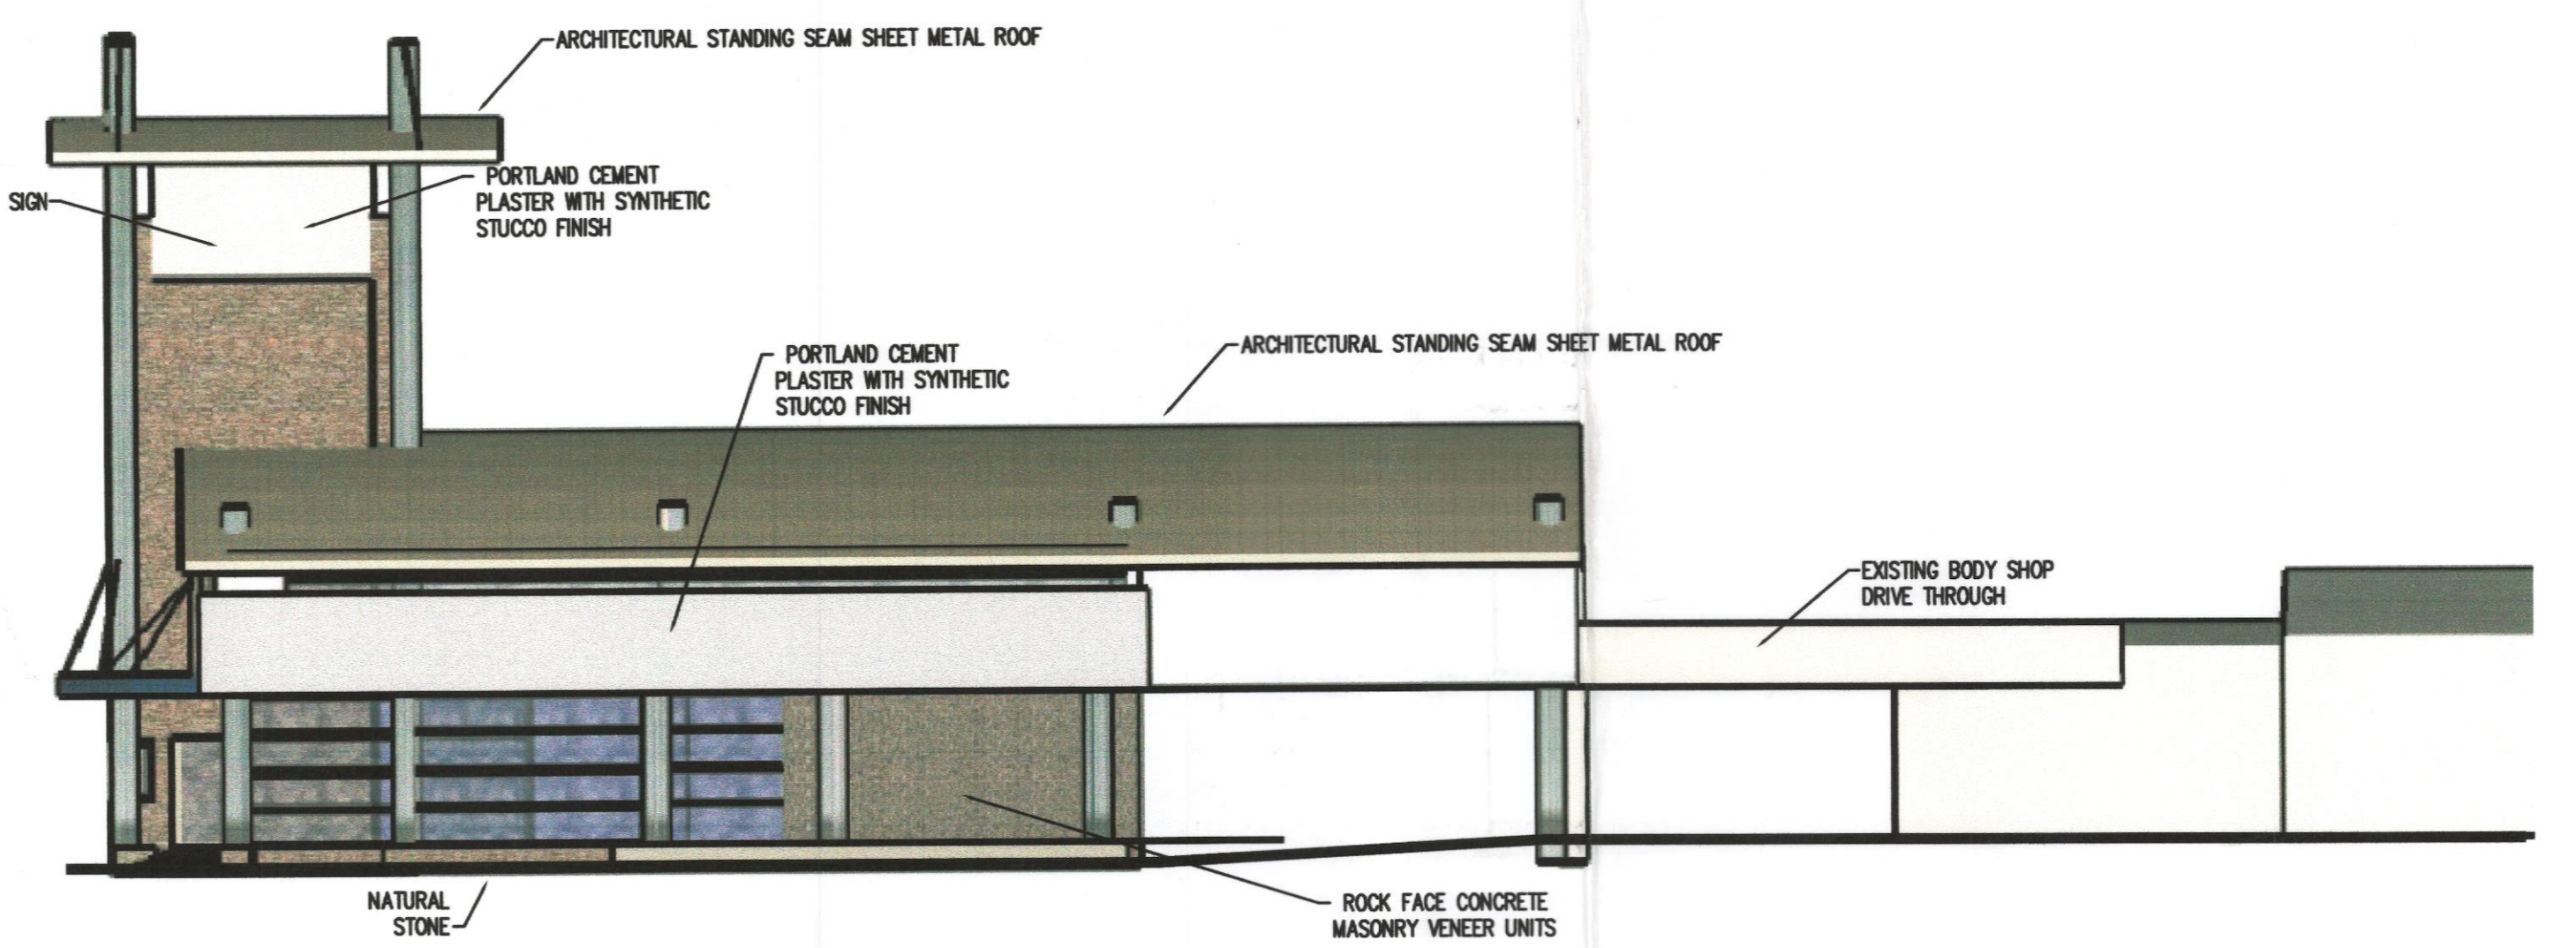 ARCHITECTURAL STANDING SEAM SHEET METAL ROOF
SIGN
PORTLAND CEMENT
PLASTER WITH SYNTHETIC
STUCCO FINISH
PORTLAND CEMENT
PLASTER WITH SYNTHETIC
STUCCO FINISH
ARCHITECTURAL STANDING SEAM SHEET METAL ROOF
EXISTING BODY SHOP
DRIVE THROUGH
NATURAL
STONE
ROCK FACE CONCRETE
MASONRY VENEER UNITS